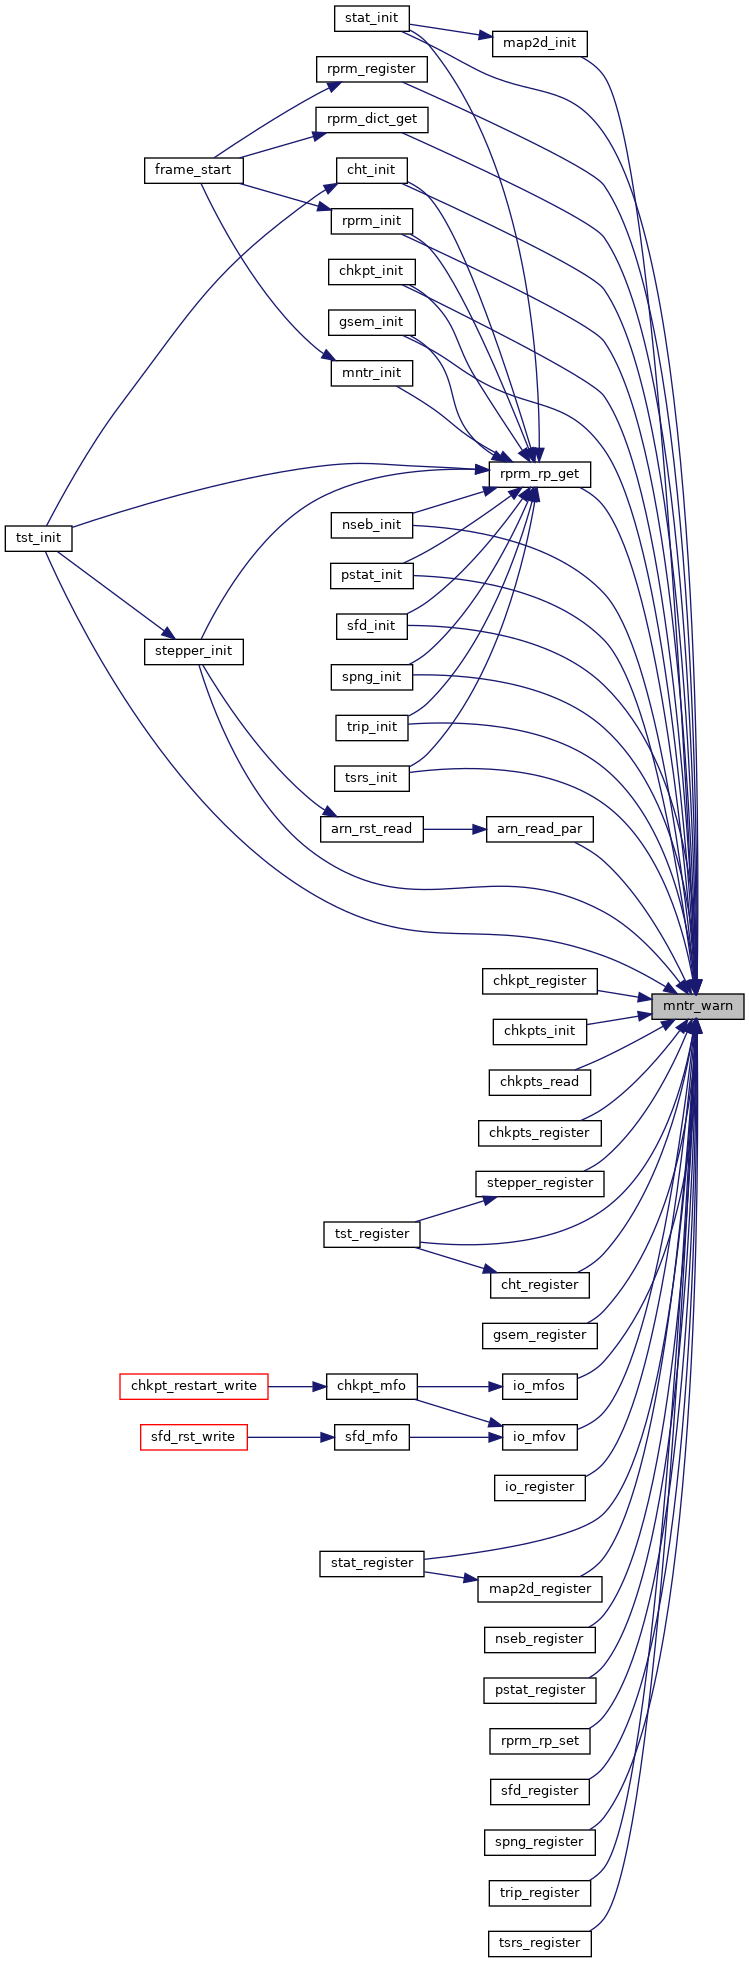 stat_init
map2d_init
rprm_register
rprm_dict_get
frame_start
cht_init
rprm_init
chkpt_init
gsem_init
mntr_init
rprm_rp_get
nseb_init
tst_init
pstat_init
sfd_init
stepper_init
spng_init
trip_init
tsrs_init
arn_rst_read
arn_read_par
chkpt_register
mntr_warn
chkpts_init
chkpts_read
chkpts_register
stepper_register
tst_register
cht_register
gsem_register
chkpt_restart_write
chkpt_mfo
io_mfos
sfd_rst_write
sfd_mfo
io_mfov
io_register
stat_register
map2d_register
nseb_register
pstat_register
rprm_rp_set
sfd_register
spng_register
trip_register
tsrs_register